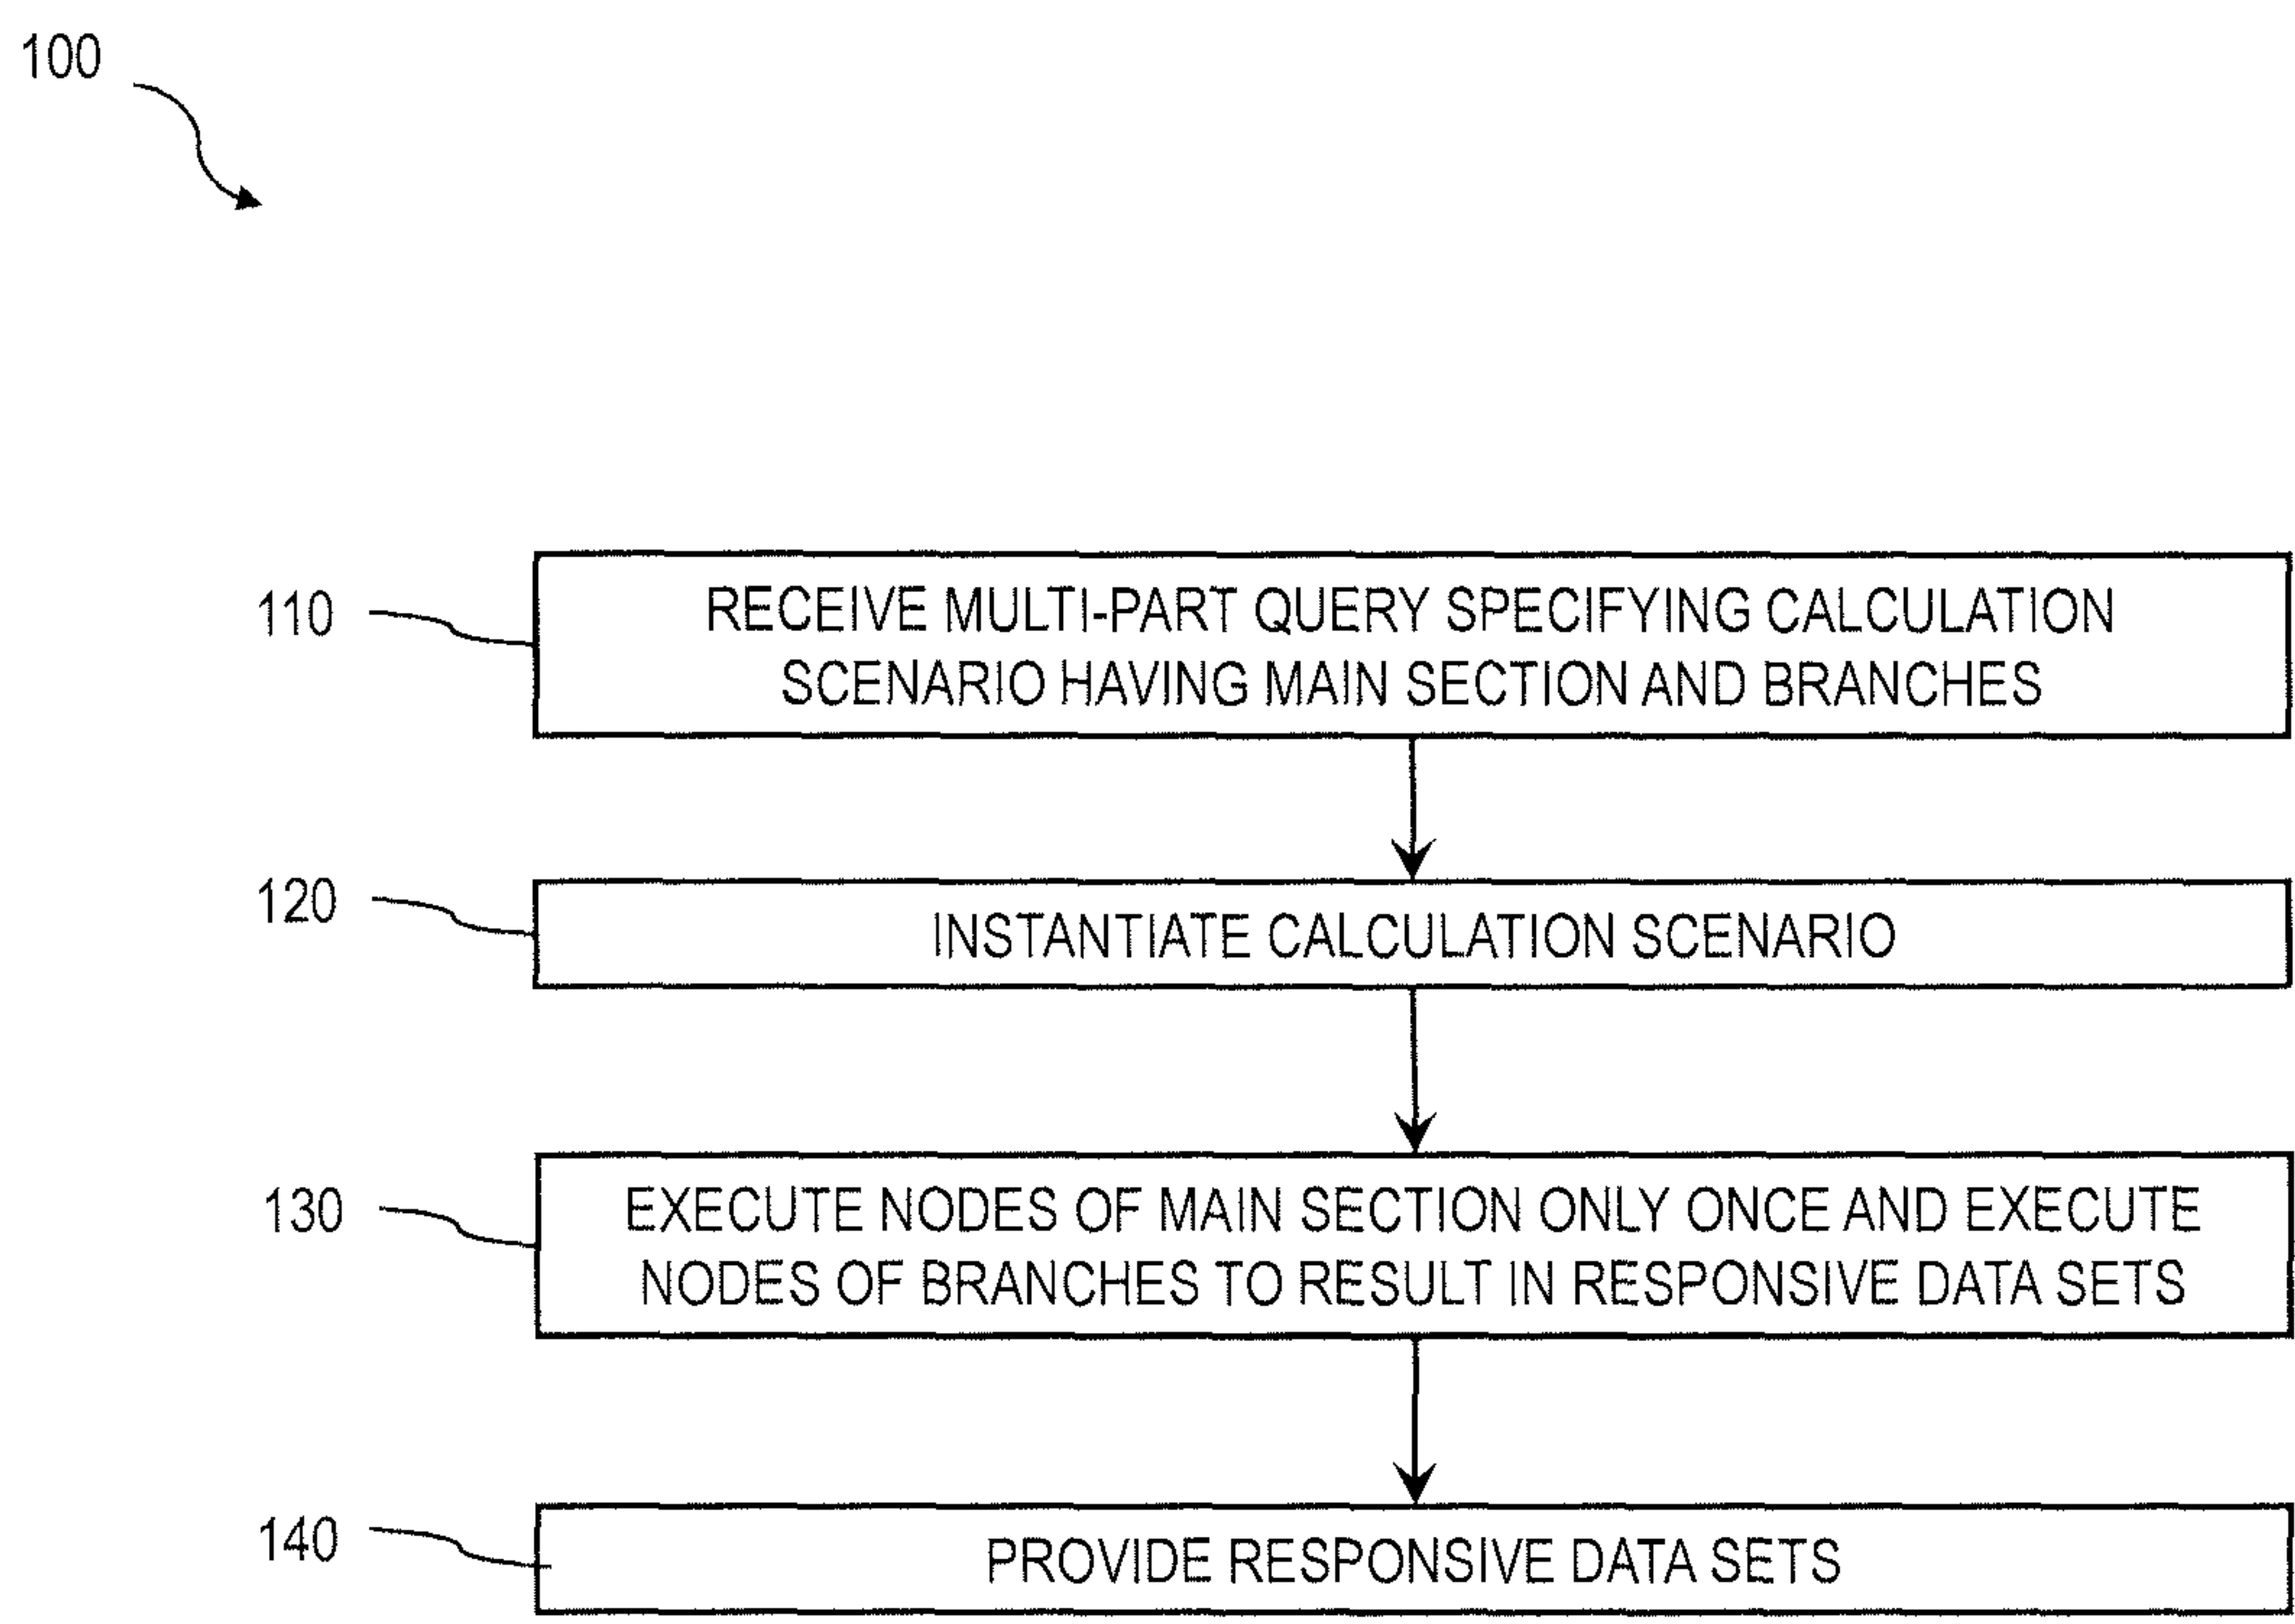 100
110
RECEIVE MULTI-PART QUERY SPECIFYING CALCULATION
SCENARIO HAVING MAIN SECTION AND BRANCHES
120
INSTANTIATE CALCULATION SCENARIO
130
EXECUTE NODES OF MAIN SECTION ONLY ONCE AND EXECUTE
NODES OF BRANCHES TO RESULT IN RESPONSIVE DATA SETS
140
PROVIDE RESPONSIVE DATA SETS